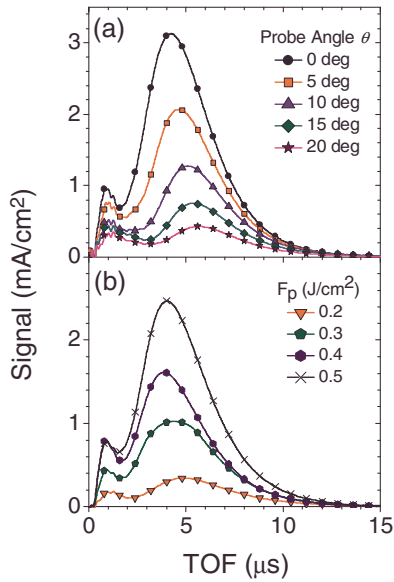 (a)
Probe Angle θ
0 deg
5 deg
10 deg
15 deg
20 deg
3
2
1
0
Signal (mA/cm²)
(b)
Fₚ (J/cm²)
0.2
0.3
0.4
0.5
2
1
0
0 5 10 15
TOF (μs)